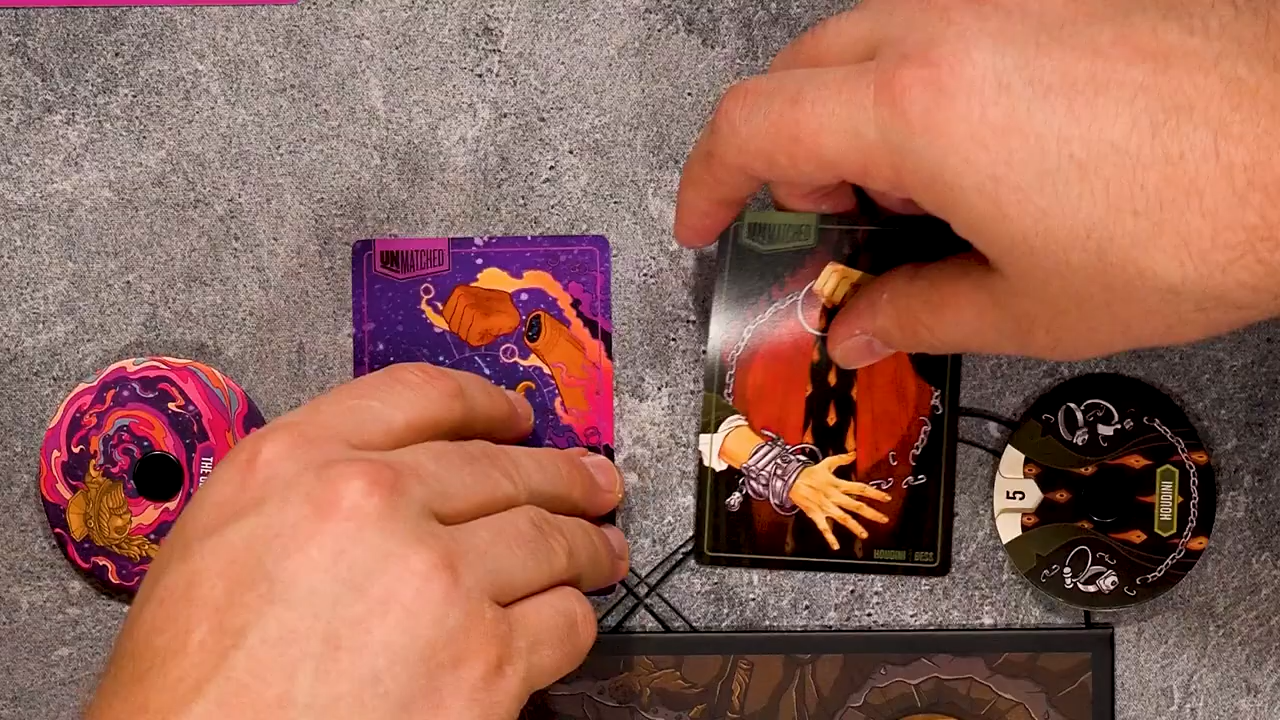 UNMATCHED
UNMATCHED
THE
5
HOUDINI
HOUDINI | BESS